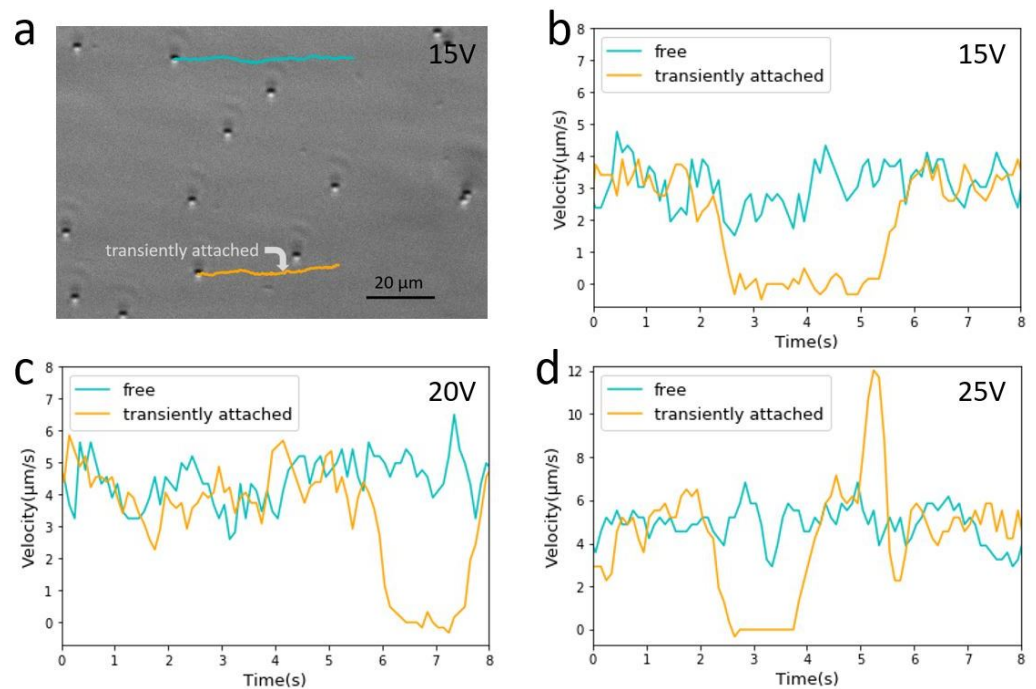 a
15V
transiently attached
20 μm
b
free
transiently attached
15V
Velocity(μm/s)
8
7
6
5
4
3
2
1
0
0 1 2 3 4 5 6 7 8
Time(s)
c
free
transiently attached
20V
Velocity(μm/s)
8
7
6
5
4
3
2
1
0
0 1 2 3 4 5 6 7 8
Time(s)
d
free
transiently attached
25V
Velocity(μm/s)
12
10
8
6
4
2
0
0 1 2 3 4 5 6 7 8
Time(s)